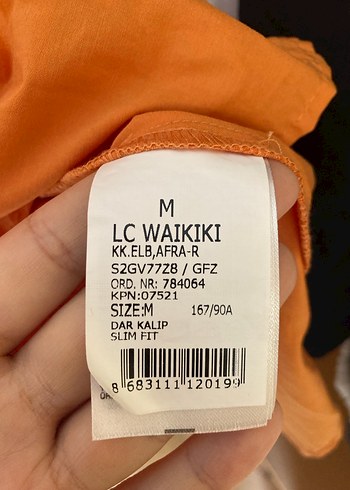 M
LC WAIKIKI
KK.ELB,AFRA-R
S2GV77Z8 / GFZ
ORD. NR: 784064
KPN:07521
SIZE:M 167/90A
DAR KALIP
SLIM FIT
8 683111 120199